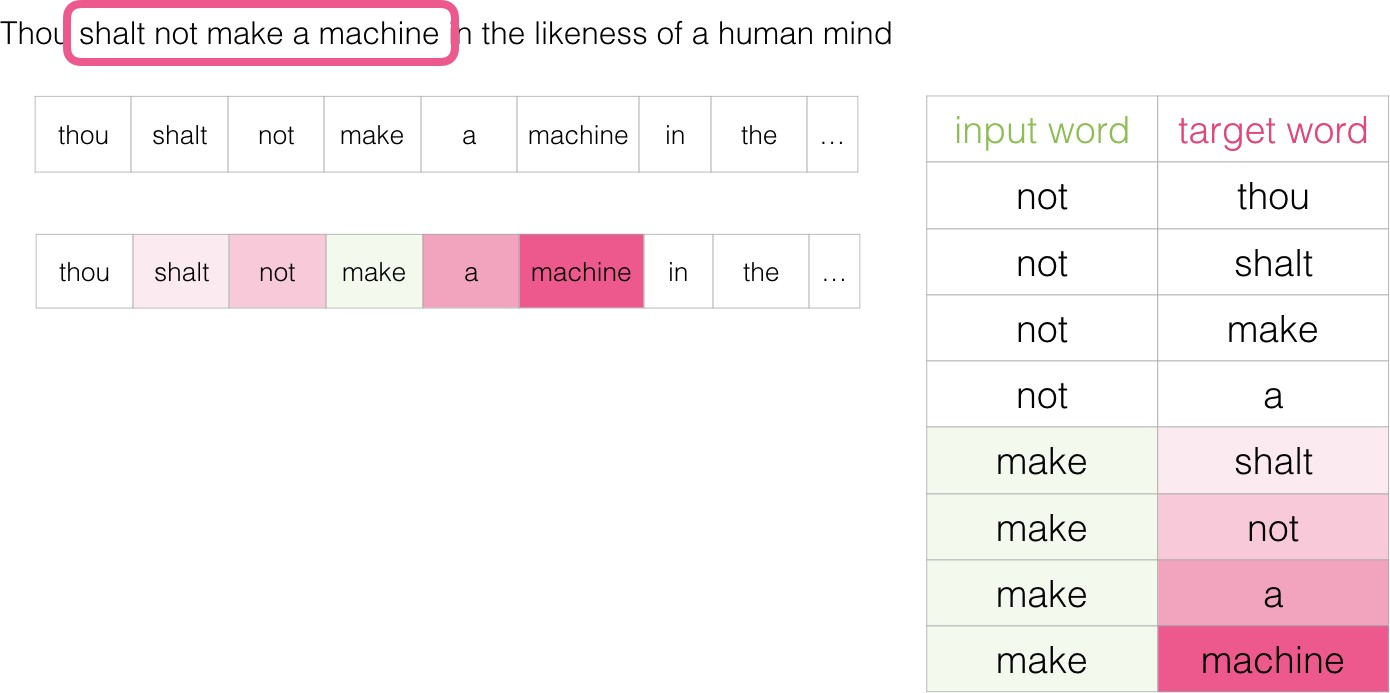 Thou shalt not make a machine in the likeness of a human mind
thou shalt not make a machine in the ...
thou shalt not make a machine in the ...
input word target word
not thou
not shalt
not make
not a
make shalt
make not
make a
make machine